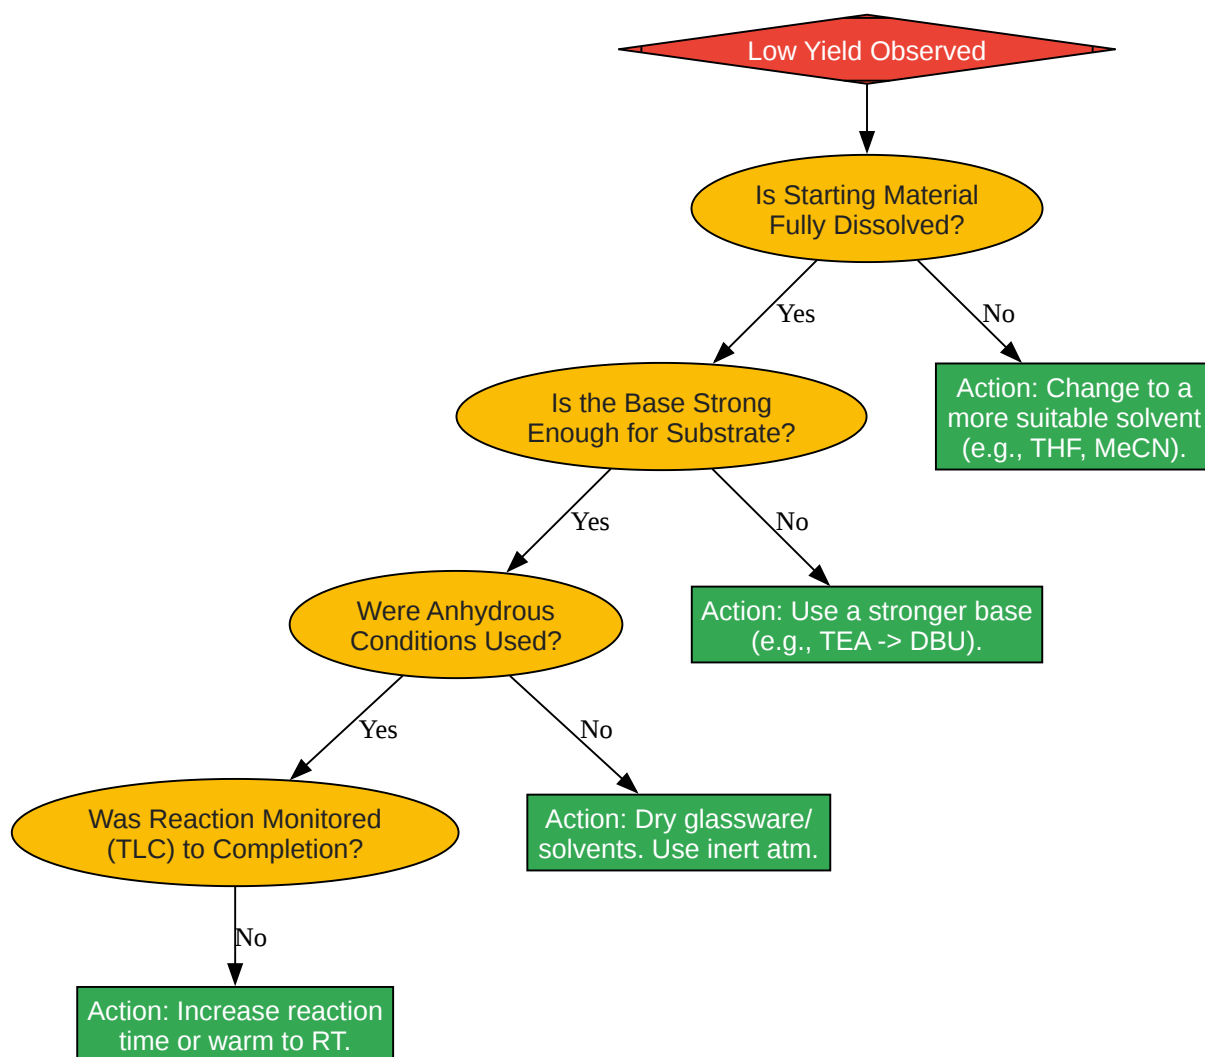 Low Yield Observed
Is Starting Material
Fully Dissolved?
Yes
No
Is the Base Strong
Enough for Substrate?
Action: Change to a
more suitable solvent
(e.g., THF, MeCN).
Yes
No
Were Anhydrous
Conditions Used?
Action: Use a stronger base
(e.g., TEA -> DBU).
Yes
No
Was Reaction Monitored
(TLC) to Completion?
Action: Dry glassware/
solvents. Use inert atm.
No
Action: Increase reaction
time or warm to RT.